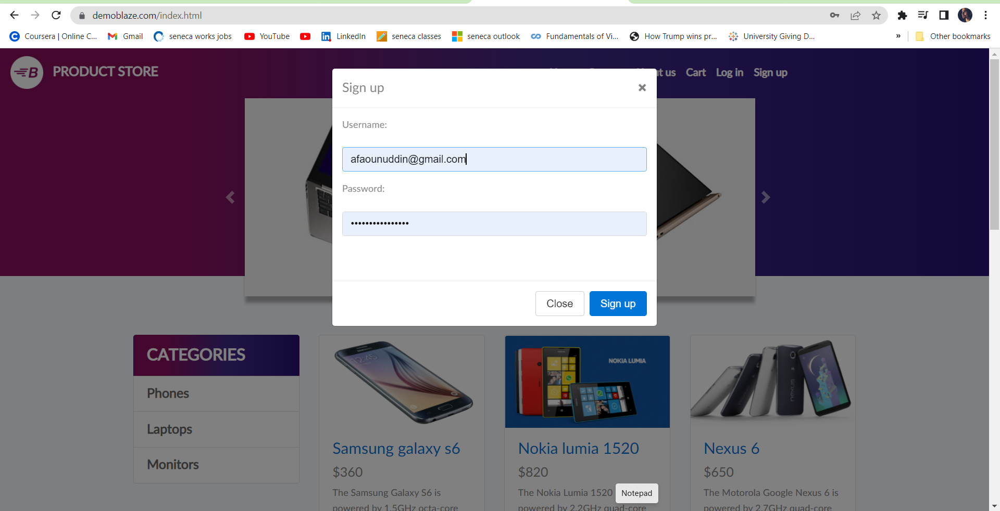 demoblaze.com/index.html
Coursera | Online C... Gmail seneca works jobs YouTube LinkedIn seneca classes seneca outlook Fundamentals of Vi... How Trump wins pr... University Giving D... » Other bookmarks
B PRODUCT STORE
ut us Cart Log in Sign up
Sign up ×
Username:
afaounuddin@gmail.com
Password:
••••••••••••••••
Close Sign up
CATEGORIES
Phones
Laptops
Monitors
12:45
Samsung galaxy s6
$360
The Samsung Galaxy S6 is
powered by 1.5GHz octa-core
NOKIA LUMIA
Nokia lumia 1520
$820
The Nokia Lumia 1520
powered by 2.2GHz quad-core
Notepad
nexus
Nexus 6
$650
The Motorola Google Nexus 6 is
powered by 2.7GHz quad-core